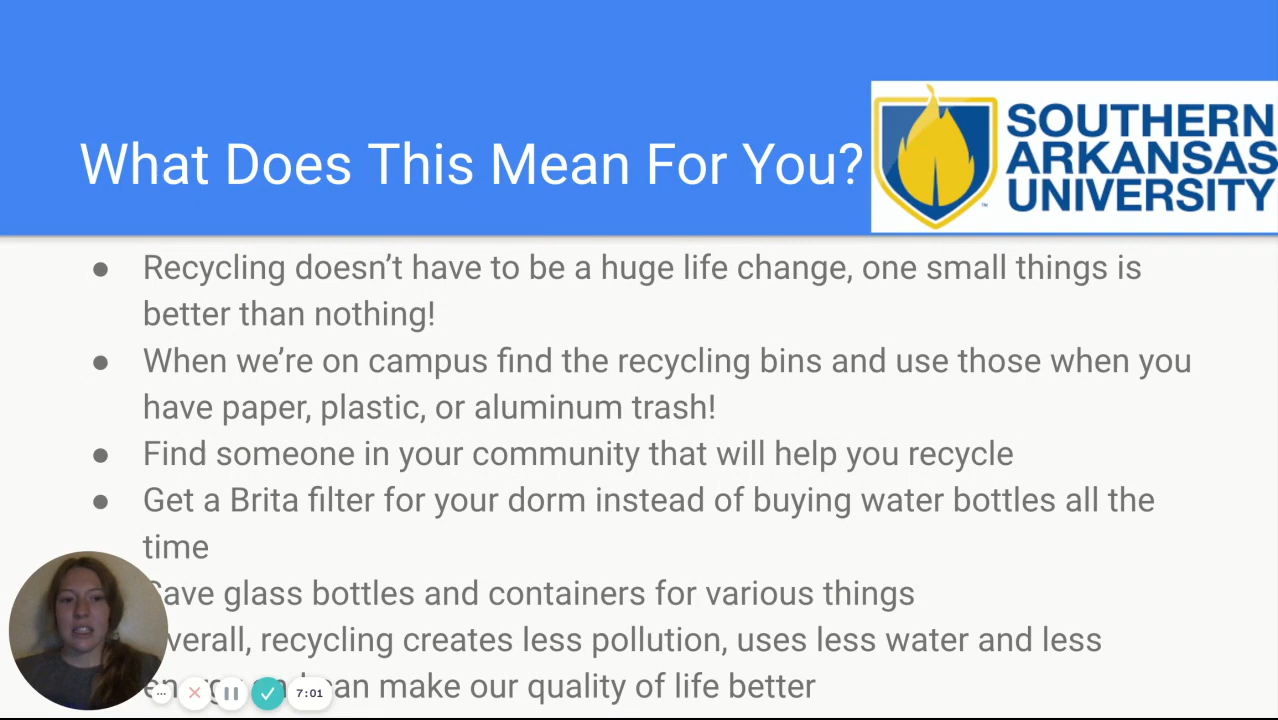 What Does This Mean For You?
SOUTHERN
ARKANSAS
UNIVERSITY
™
● Recycling doesn’t have to be a huge life change, one small things is
better than nothing!
● When we’re on campus find the recycling bins and use those when you
have paper, plastic, or aluminum trash!
● Find someone in your community that will help you recycle
● Get a Brita filter for your dorm instead of buying water bottles all the
time
Save glass bottles and containers for various things
Overall, recycling creates less pollution, uses less water and less
can make our quality of life better
7:01